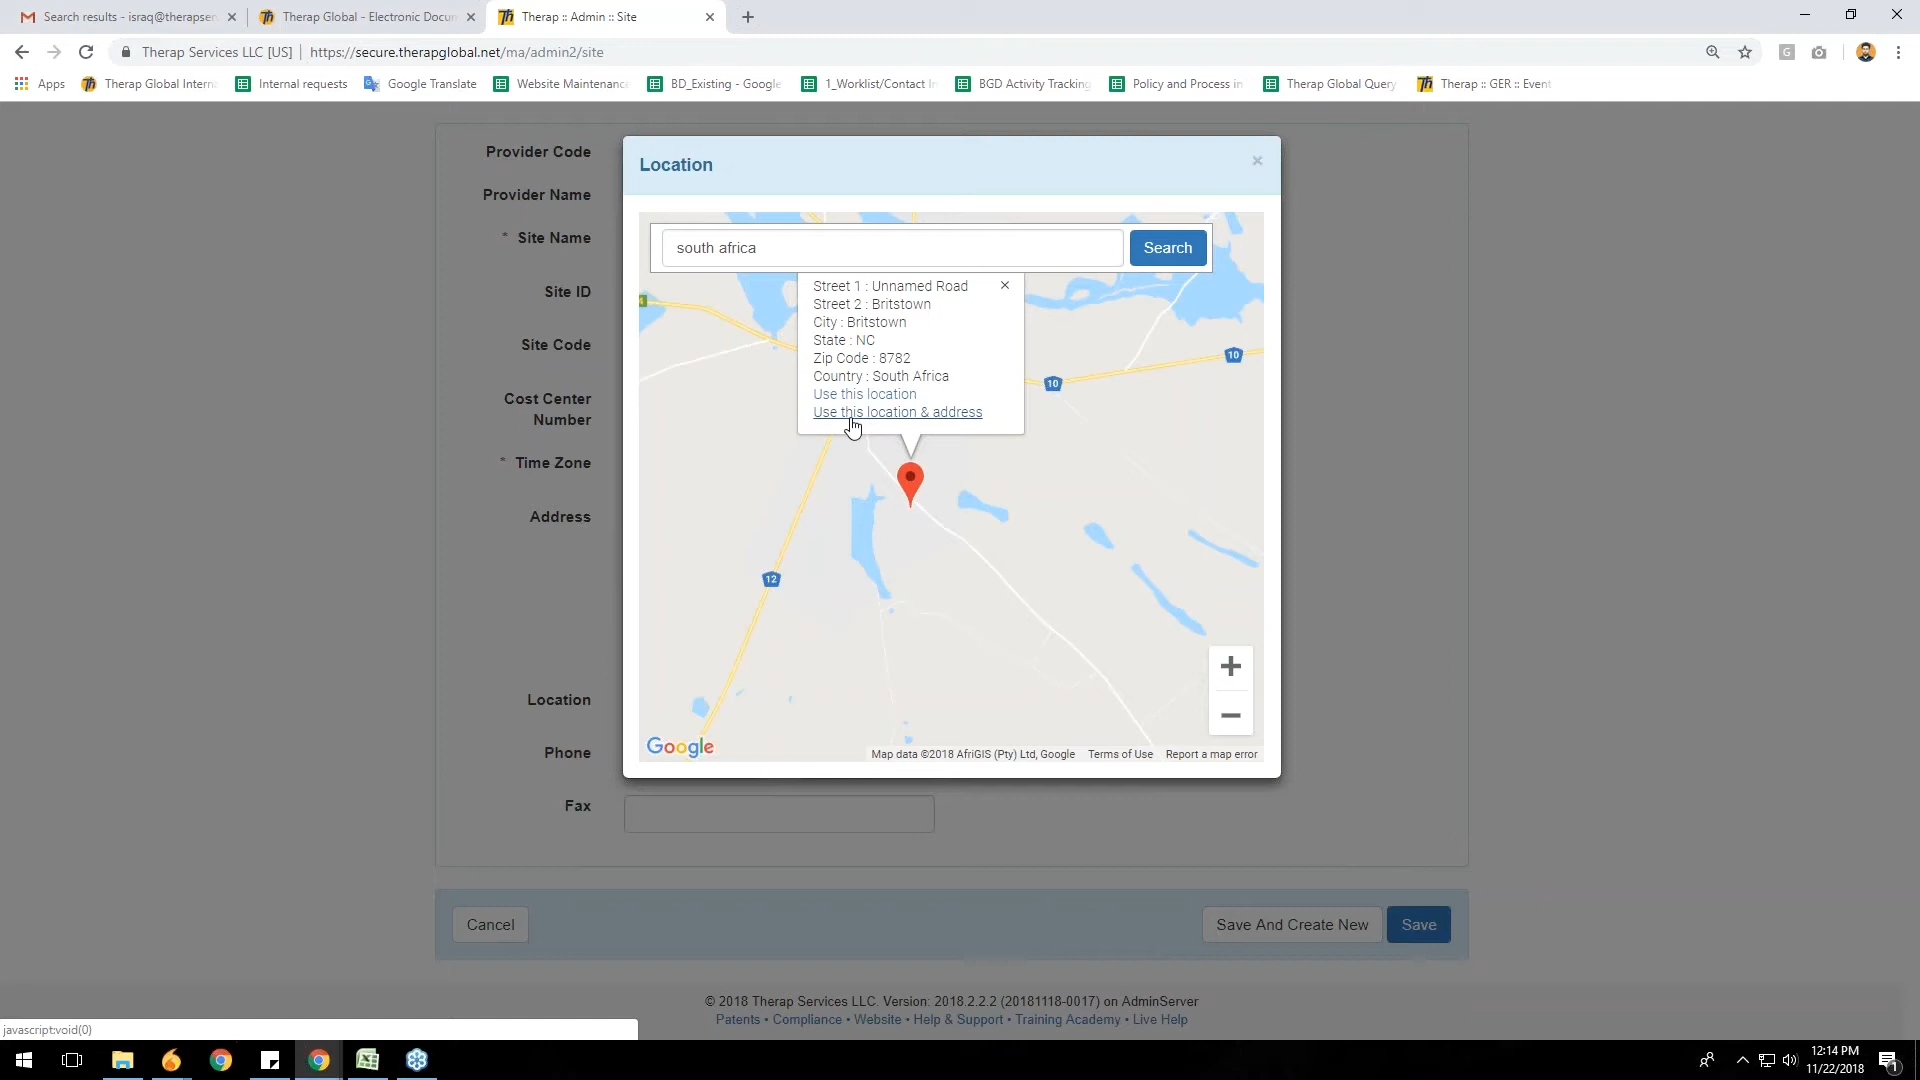 Search results - israq@therapser
Therap Global - Electronic Docum
Therap :: Admin :: Site
Therap Services LLC [US] | https://secure.therapglobal.net/ma/admin2/site
Apps
Therap Global Interna
Internal requests
Google Translate
Website Maintenance
BD_Existing - Google
1_Worklist/Contact In
BGD Activity Tracking
Policy and Process in
Therap Global Query
Therap :: GER :: Event
Provider Code
Provider Name
* Site Name
Site ID
Site Code
Cost Center
Number
* Time Zone
Address
Location
Phone
Fax
Location
×
south africa
Search
Street 1 : Unnamed Road
Street 2 : Britstown
City : Britstown
State : NC
Zip Code : 8782
Country : South Africa
Use this location
Use this location & address
4
10
10
12
Google
Map data ©2018 AfriGIS (Pty) Ltd, Google
Terms of Use
Report a map error
Cancel
Save And Create New
Save
© 2018 Therap Services LLC. Version: 2018.2.2.2 (20181118-0017) on AdminServer
Patents • Compliance • Website • Help & Support • Training Academy • Live Help
javascript:void(0)
12:14 PM
11/22/2018
1